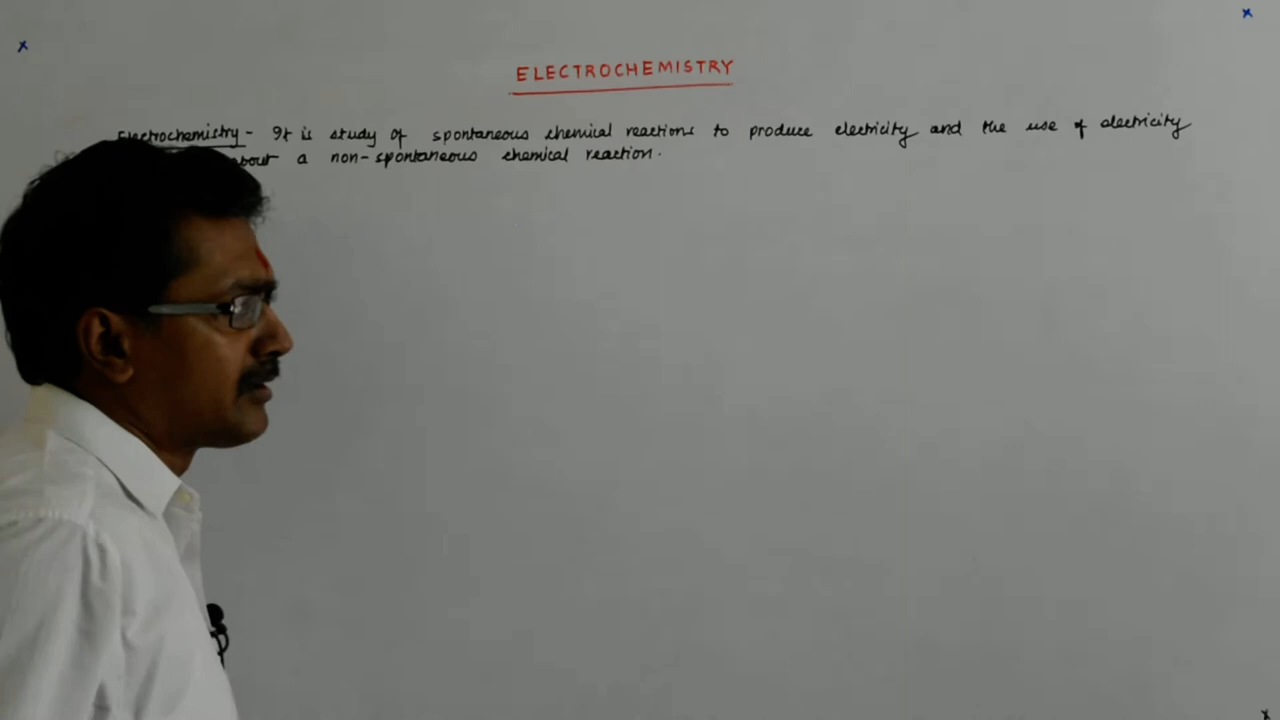 ELECTROCHEMISTRY
Electrochemistry - It is study of spontaneous chemical reactions to produce electricity and the use of electricity
about a non-spontaneous chemical reaction.